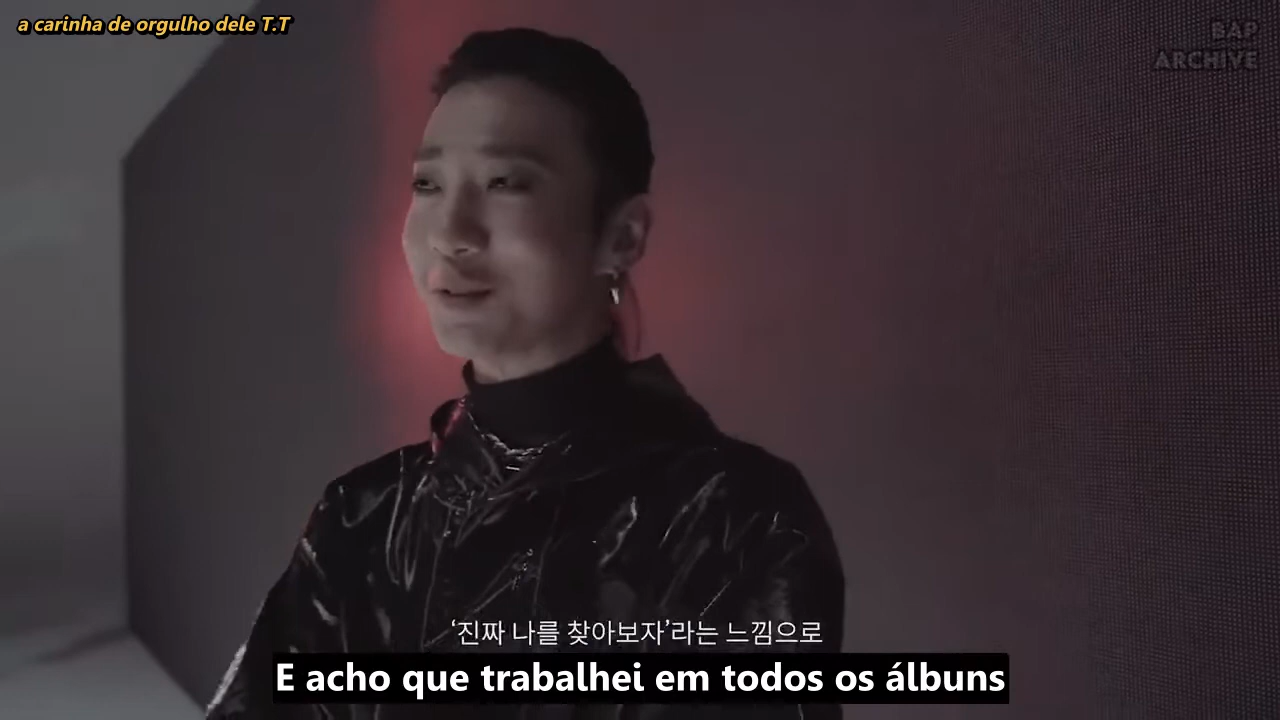 a carinha de orgulho dele T.T
BAP
ARCHIVE
‘진짜 나를 찾아보자’라는 느낌으로
E acho que trabalhei em todos os álbuns